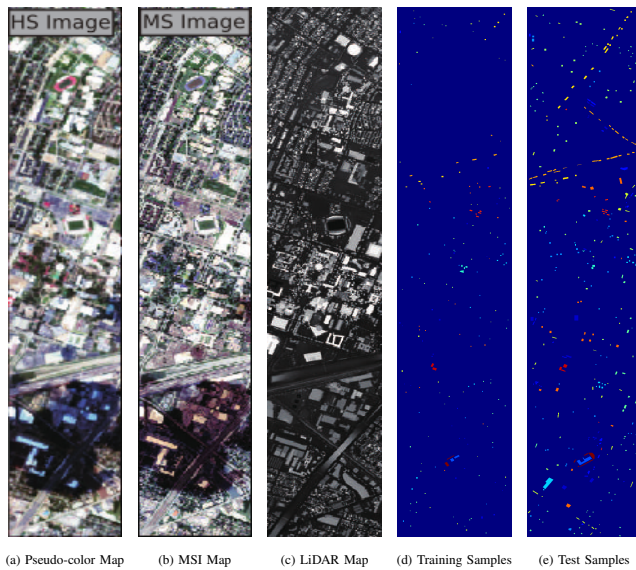 HS Image
MS Image
(a) Pseudo-color Map
(b) MSI Map
(c) LiDAR Map
(d) Training Samples
(e) Test Samples